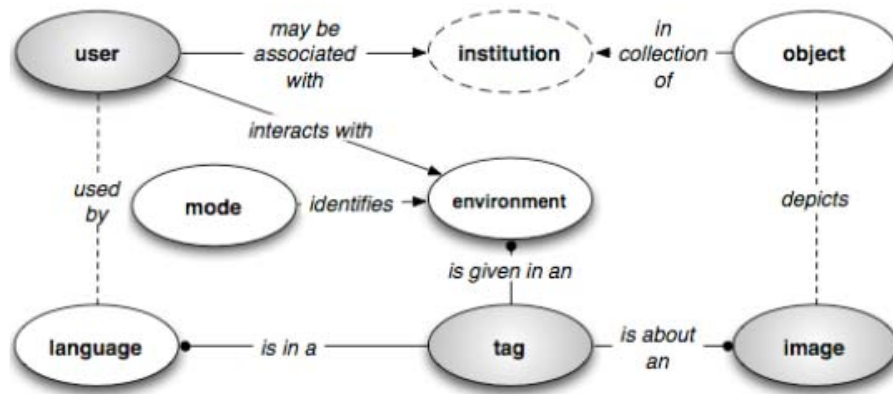 user
may be
associated
with
institution
in
collection
of
object
interacts with
used
by
mode
identifies
environment
depicts
is given in an
language
is in a
tag
is about
an
image